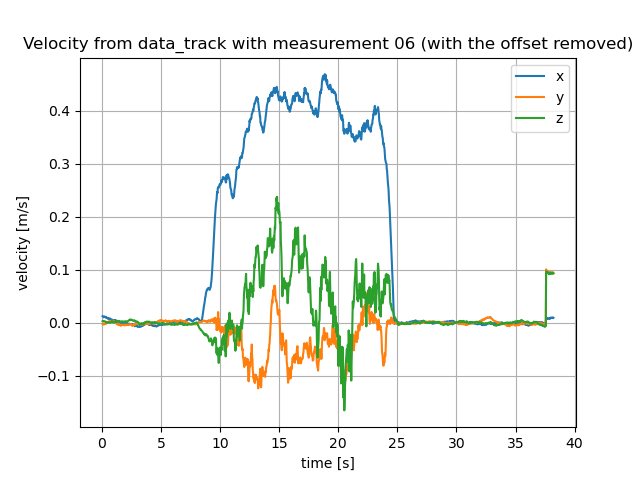 Velocity from data_track with measurement 06 (with the offset removed)
x
y
z
0.4
0.3
0.2
0.1
0.0
−0.1
velocity [m/s]
0 5 10 15 20 25 30 35 40
time [s]